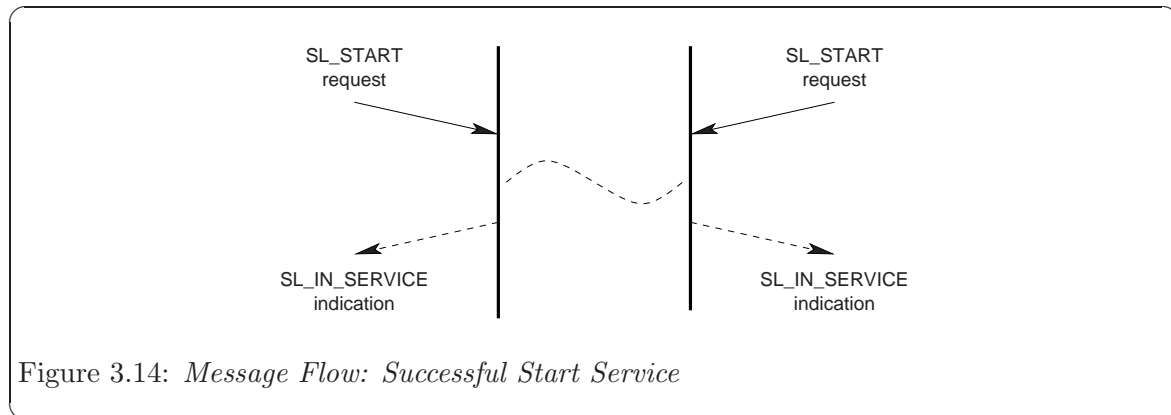 SL_START
request
SL_START
request
SL_IN_SERVICE
indication
SL_IN_SERVICE
indication
Figure 3.14: Message Flow: Successful Start Service